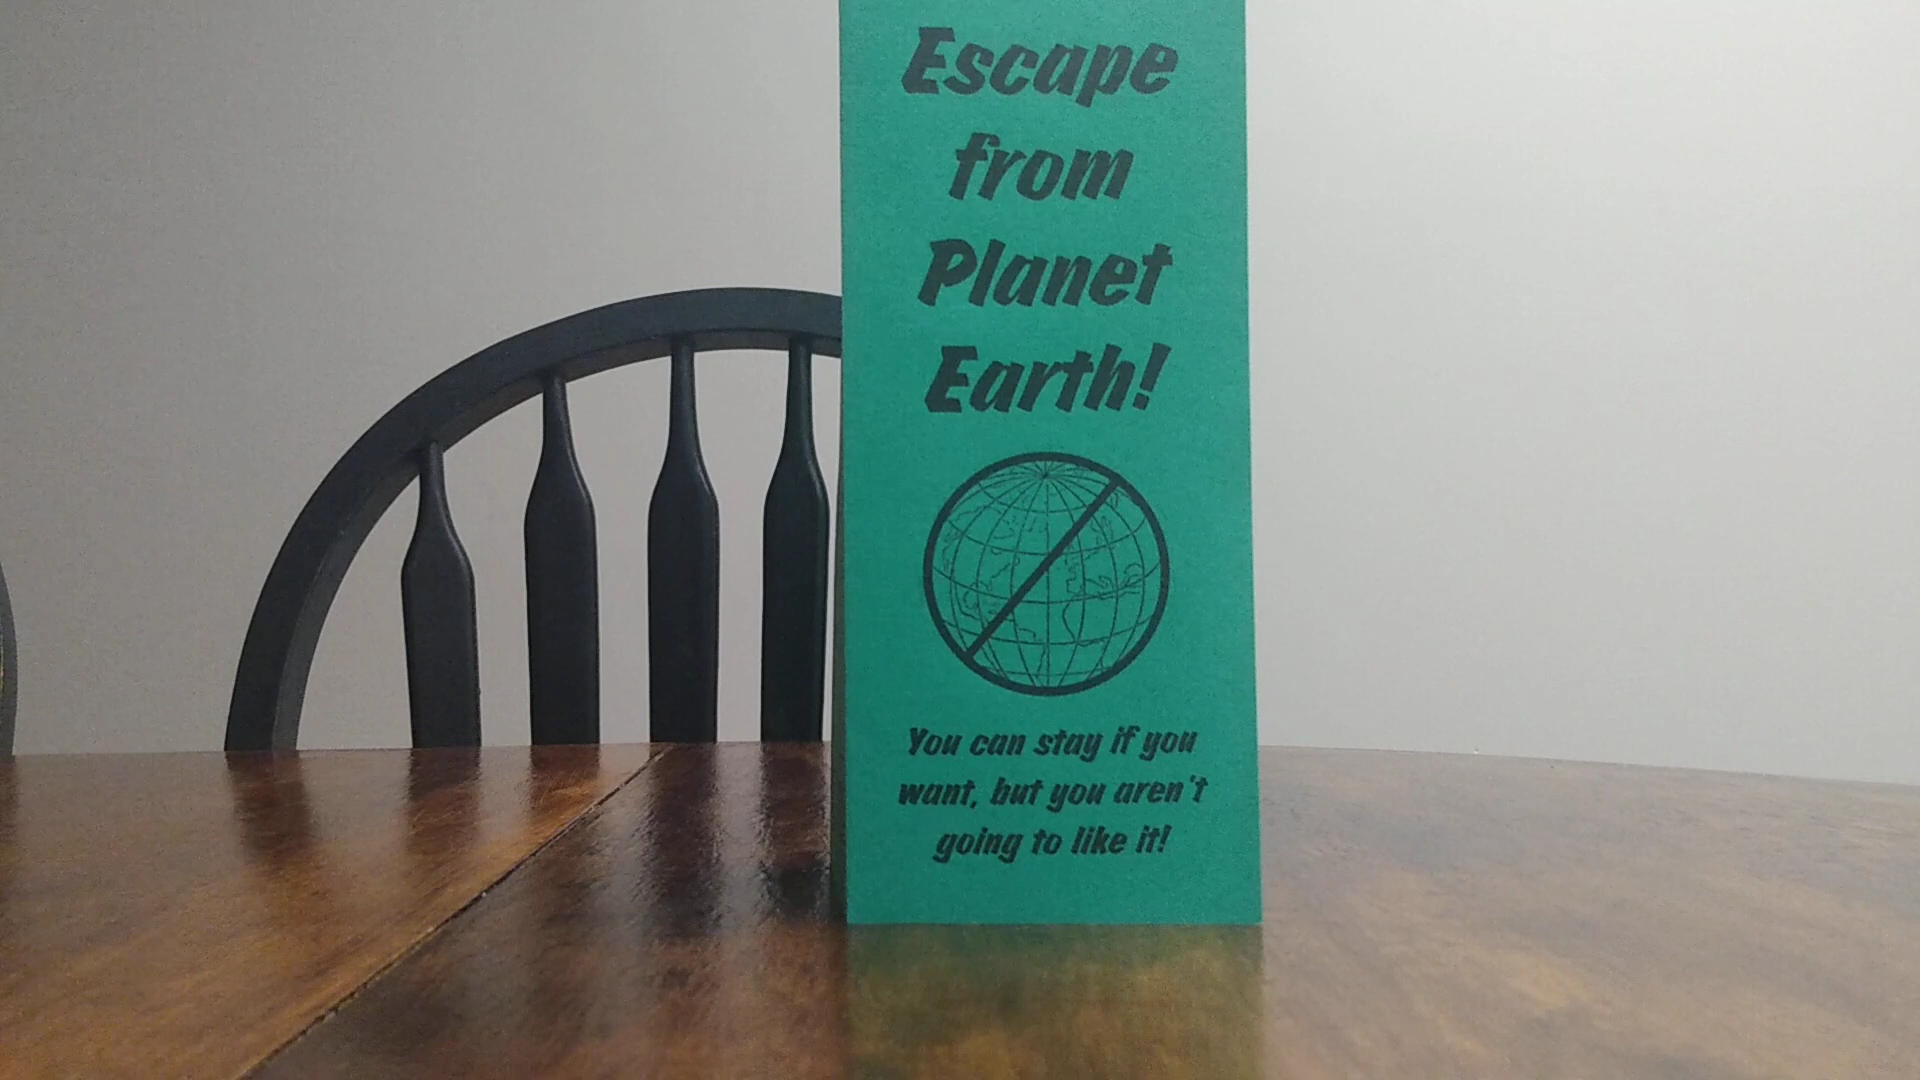 Escape
from
Planet
Earth!
You can stay if you
want, but you aren't
going to like it!